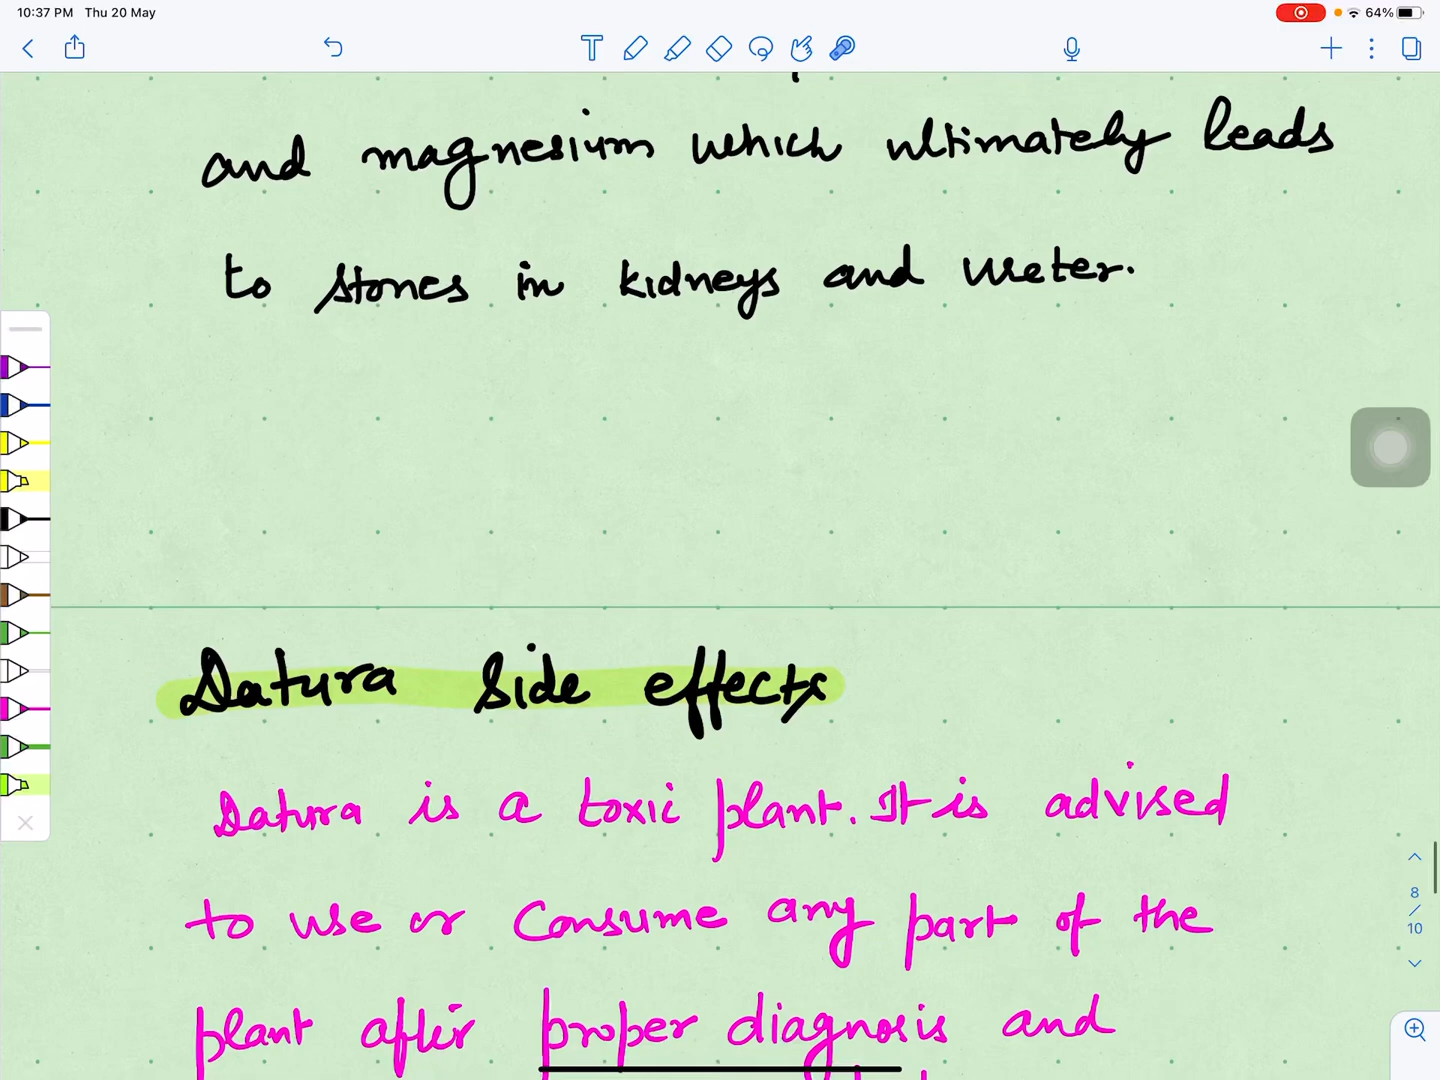 10:37 PM Thu 20 May
64%
and magnesium which ultimately leads
to stones in kidneys and ureter.
Datura side effects
Datura is a toxic plant. It is advised
to use or consume any part of the
plant after proper diagnosis and
8
/
10